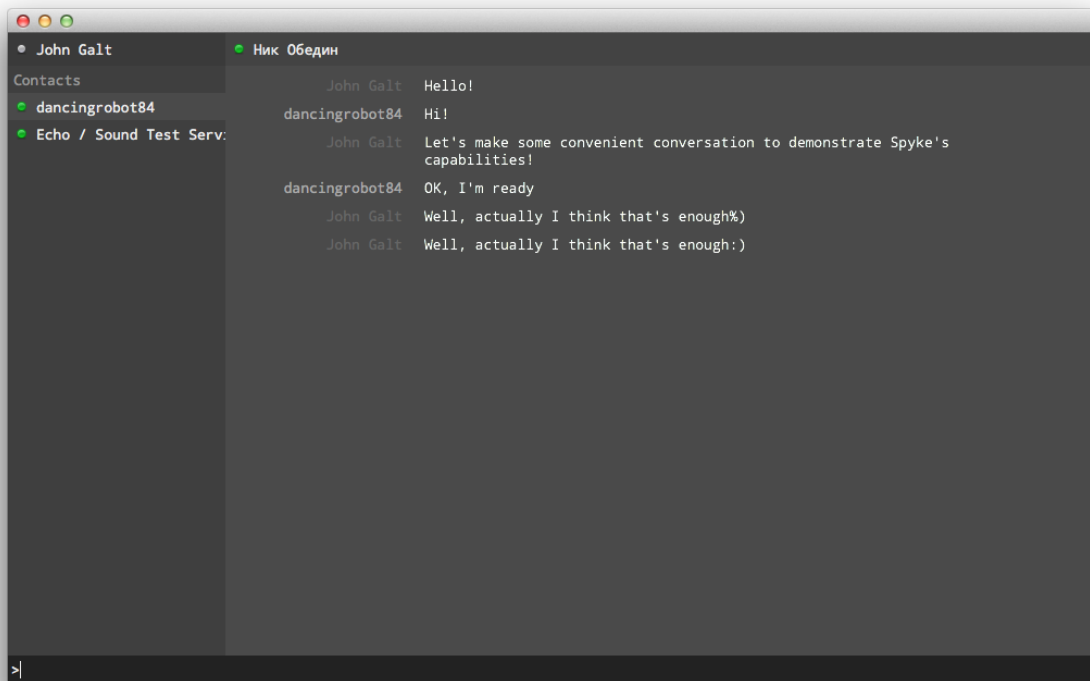 John Galt
Ник Обедин
Contacts
dancingrobot84
Echo / Sound Test Servi
John Galt Hello!
dancingrobot84 Hi!
John Galt Let's make some convenient conversation to demonstrate Spyke's
capabilities!
dancingrobot84 OK, I'm ready
John Galt Well, actually I think that's enough%)
John Galt Well, actually I think that's enough:)
>